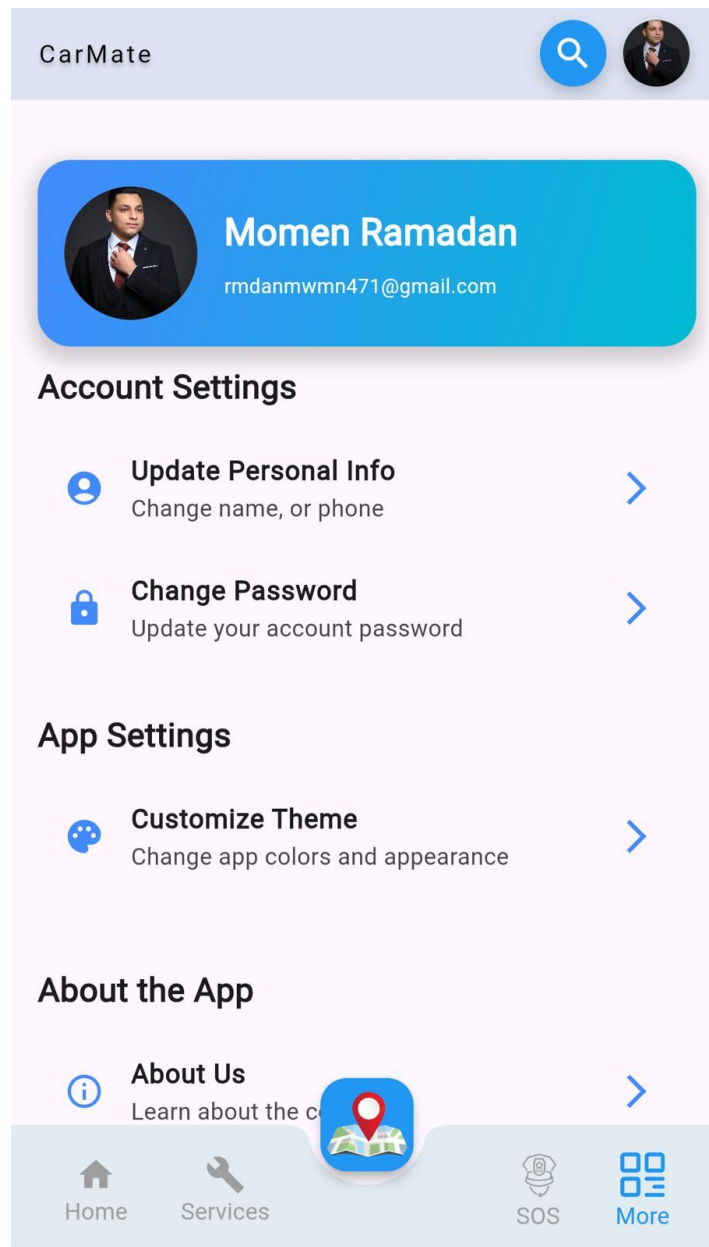 CarMate
Momen Ramadan
rmdanmwmn471@gmail.com
Account Settings
Update Personal Info
Change name, or phone
Change Password
Update your account password
App Settings
Customize Theme
Change app colors and appearance
About the App
About Us
Learn about the
Home
Services
SOS
More